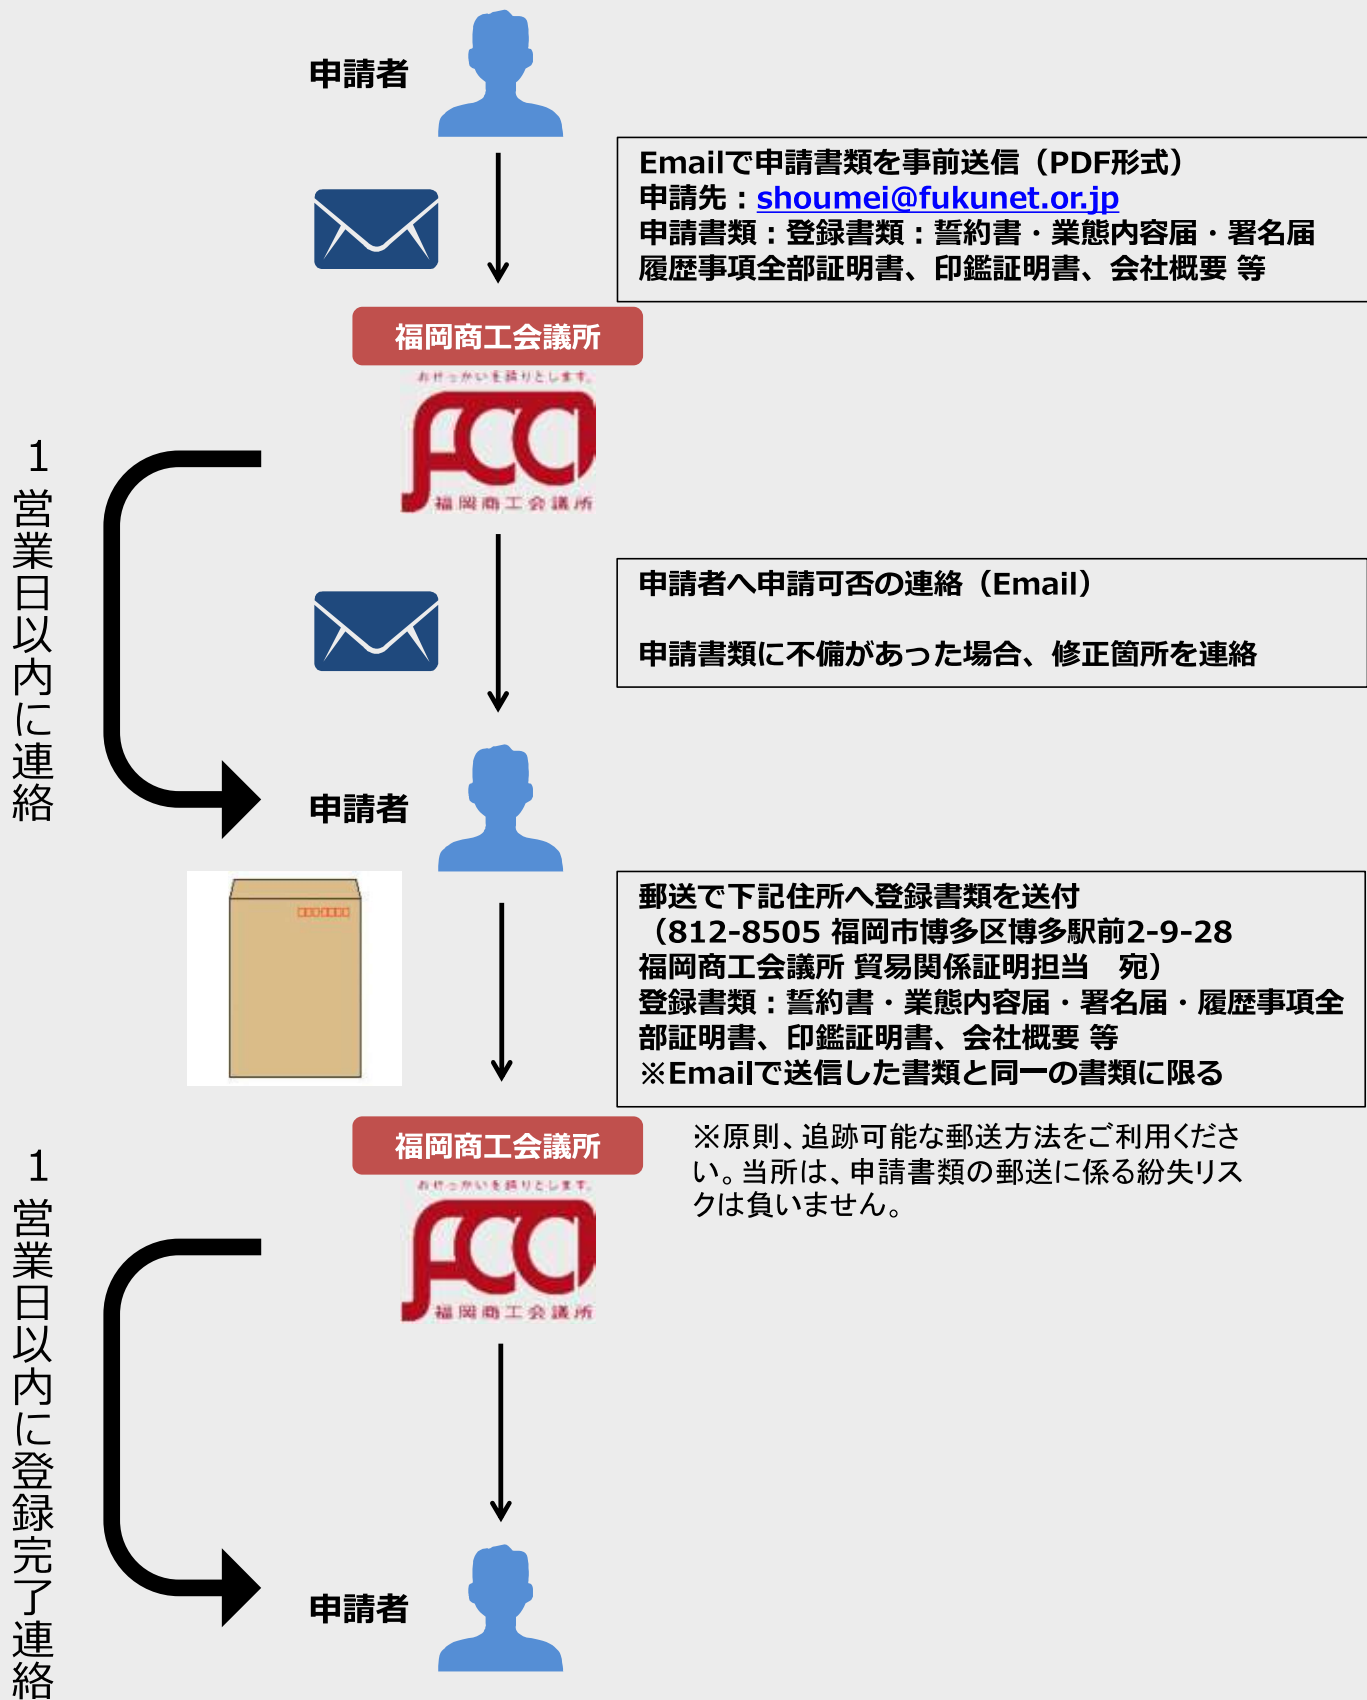 申請者
Emailで申請書類を事前送信（PDF形式）
申請先：shoumei@fukunet.or.jp
申請書類：登録書類：誓約書・業態内容届・署名届
履歴事項全部証明書、印鑑証明書、会社概要 等
福岡商工会議所
おせっかいを誇りとします。
FCCI
福岡商工会議所
1営業日以内に連絡
申請者へ申請可否の連絡（Email）
申請書類に不備があった場合、修正箇所を連絡
申請者
郵送で下記住所へ登録書類を送付
（812-8505 福岡市博多区博多駅前2-9-28
福岡商工会議所 貿易関係証明担当　宛）
登録書類：誓約書・業態内容届・署名届・履歴事項全
部証明書、印鑑証明書、会社概要 等
※Emailで送信した書類と同一の書類に限る
福岡商工会議所
※原則、追跡可能な郵送方法をご利用くださ
い。当所は、申請書類の郵送に係る紛失リス
クは負いません。
おせっかいを誇りとします。
FCCI
福岡商工会議所
1営業日以内に登録完了連絡
申請者